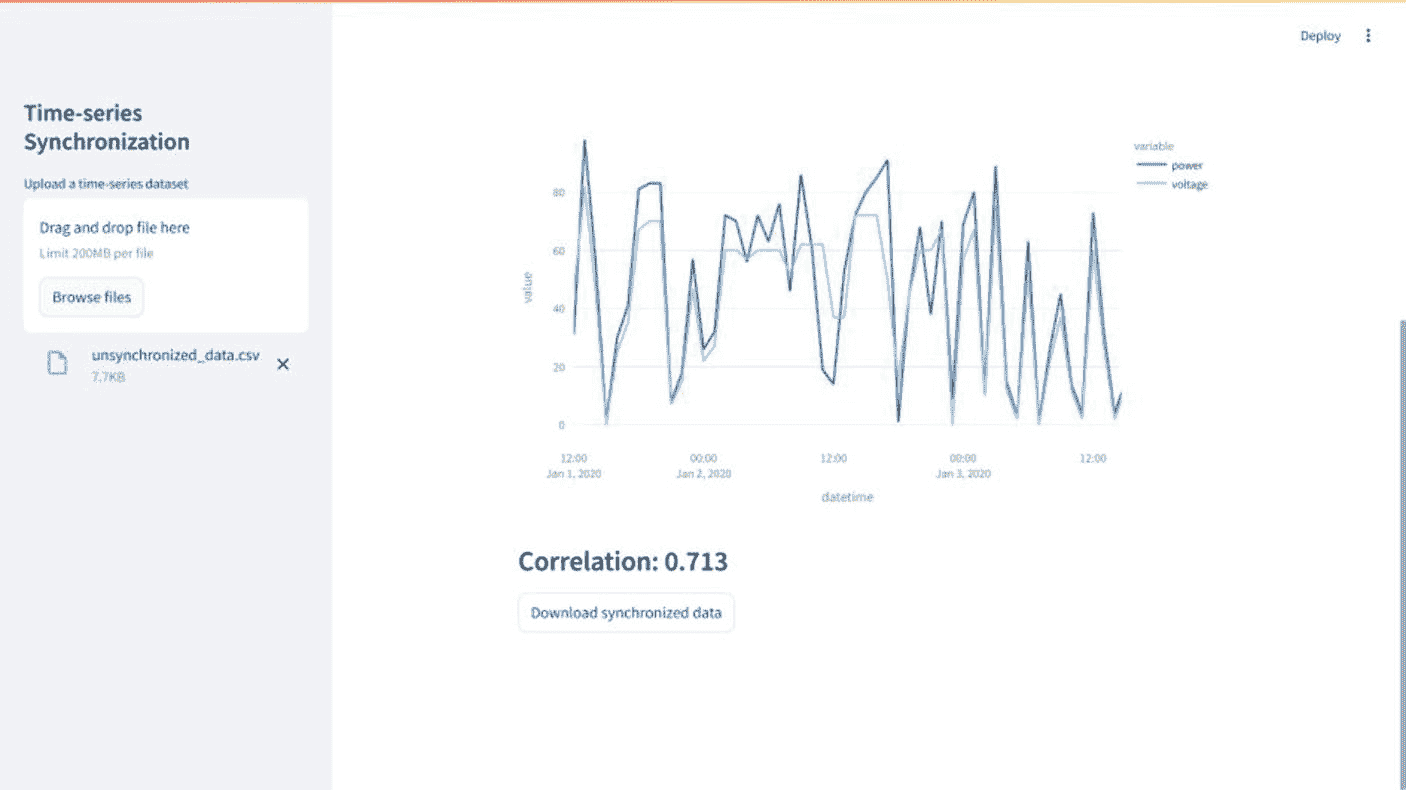 Deploy
Time-series
Synchronization
Upload a time-series dataset
Drag and drop file here
Limit 200MB per file
Browse files
unsynchronized_data.csv
7.7KB
variable
power
voltage
80
60
40
20
0
value
12:00
Jan 1, 2020
00:00
Jan 2, 2020
12:00
00:00
Jan 3, 2020
12:00
datetime
Correlation: 0.713
Download synchronized data